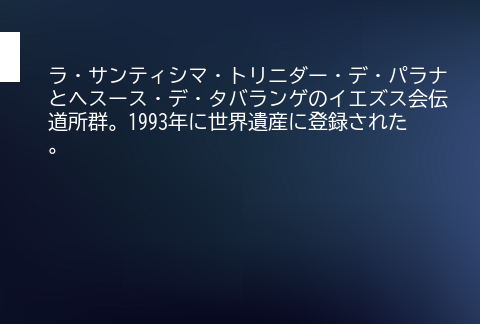 ラ・サンティシマ・トリニダー・デ・パラナ
とヘスース・デ・タバランゲのイエズス会伝
道所群。1993年に世界遺産に登録された
。